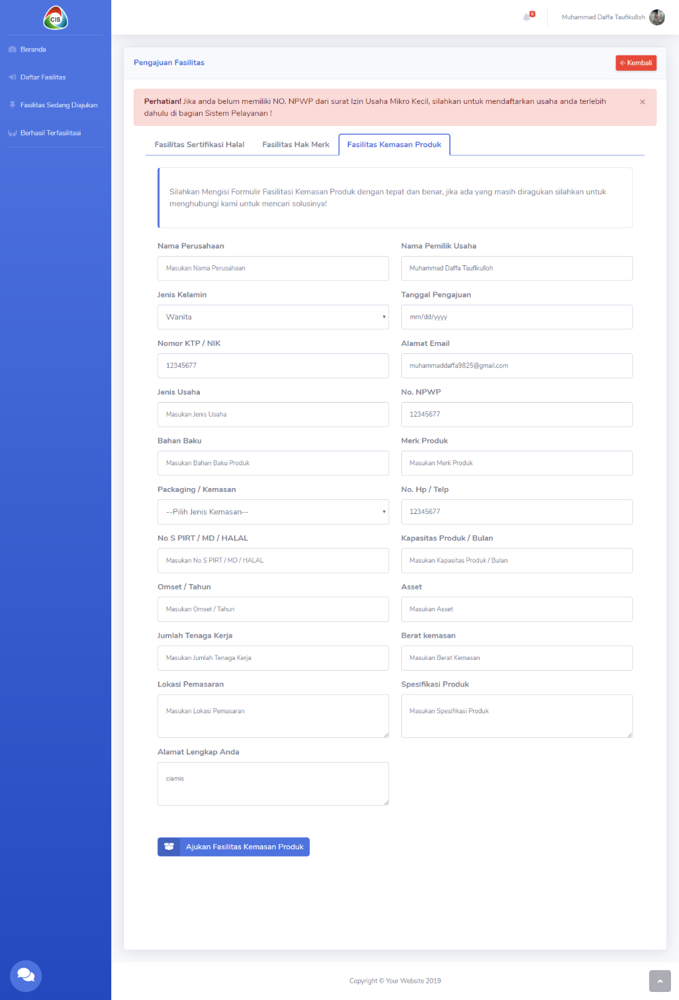 CIS
Beranda
Daftar Fasilitas
Fasilitas Sedang Diajukan
Berhasil Terfasilitasi
0
Muhammad Daffa Taufikulloh
Pengajuan Fasilitas
Kembali
Perhatian! Jika anda belum memiliki NO. NPWP dari surat Izin Usaha Mikro Kecil, silahkan untuk mendaftarkan usaha anda terlebih
dahulu di bagian Sistem Pelayanan !
×
Fasilitas Sertifikasi Halal
Fasilitas Hak Merk
Fasilitas Kemasan Produk
Silahkan Mengisi Formulir Fasilitasi Kemasan Produk dengan tepat dan benar, jika ada yang masih diragukan silahkan untuk
menghubungi kami untuk mencari solusinya!
Nama Perusahaan
Masukan Nama Perusahaan
Nama Pemilik Usaha
Muhammad Daffa Taufikulloh
Jenis Kelamin
Wanita
Tanggal Pengajuan
mm/dd/yyyy
Nomor KTP / NIK
12345677
Alamat Email
muhammaddaffa9825@gmail.com
Jenis Usaha
Masukan Jenis Usaha
No. NPWP
12345677
Bahan Baku
Masukan Bahan Baku Produk
Merk Produk
Masukan Merk Produk
Packaging / Kemasan
--Pilih Jenis Kemasan--
No. Hp / Telp
12345677
No S PIRT / MD / HALAL
Masukan No S PIRT / MD / HALAL
Kapasitas Produk / Bulan
Masukan Kapasitas Produk / Bulan
Omset / Tahun
Masukan Omset / Tahun
Asset
Masukan Asset
Jumlah Tenaga Kerja
Masukan Jumlah Tenaga Kerja
Berat kemasan
Masukan Berat Kemasan
Lokasi Pemasaran
Masukan Lokasi Pemasaran
Spesifikasi Produk
Masukan Spesifikasi Produk
Alamat Lengkap Anda
ciamis
Ajukan Fasilitas Kemasan Produk
Copyright © Your Website 2019